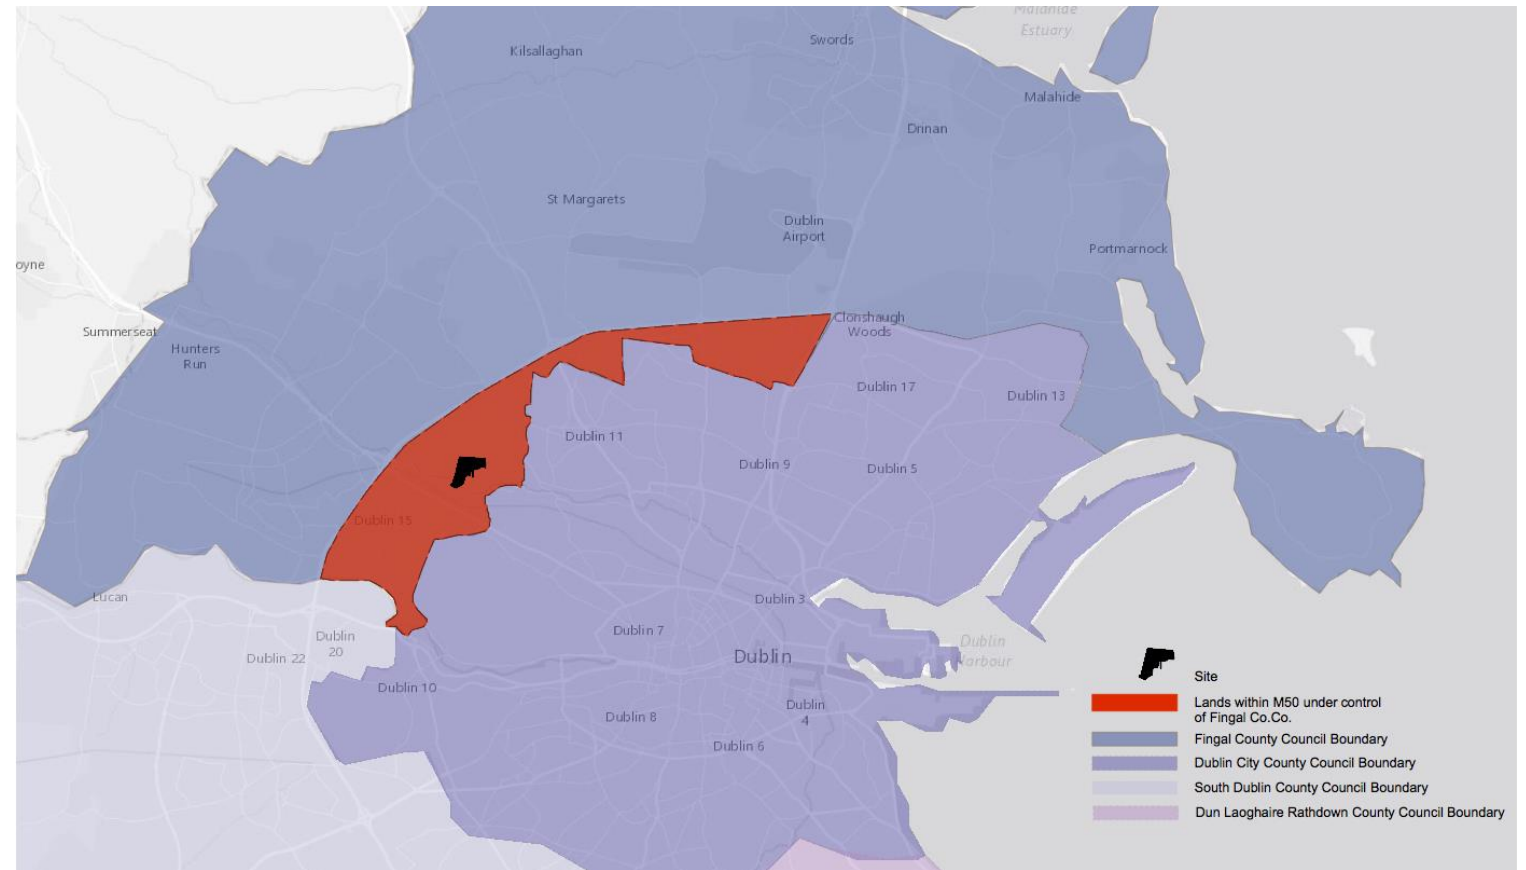 Malahide
Estuary
Swords
Kilsallaghan
Malahide
Drinan
St Margarets
Dublin
Airport
Portmarnock
oyne
Clonshaugh
Woods
Summerseat
Hunters
Run
Dublin 17
Dublin 13
Dublin 11
Dublin 9
Dublin 5
Dublin 15
Lucan
Dublin 3
Dublin 7
Dublin
20
Dublin 22
Dublin
Dublin
Harbour
Dublin 10
Dublin 8
Dublin
4
Dublin 6
Site
Lands within M50 under control
of Fingal Co.Co.
Fingal County Council Boundary
Dublin City County Council Boundary
South Dublin County Council Boundary
Dun Laoghaire Rathdown County Council Boundary